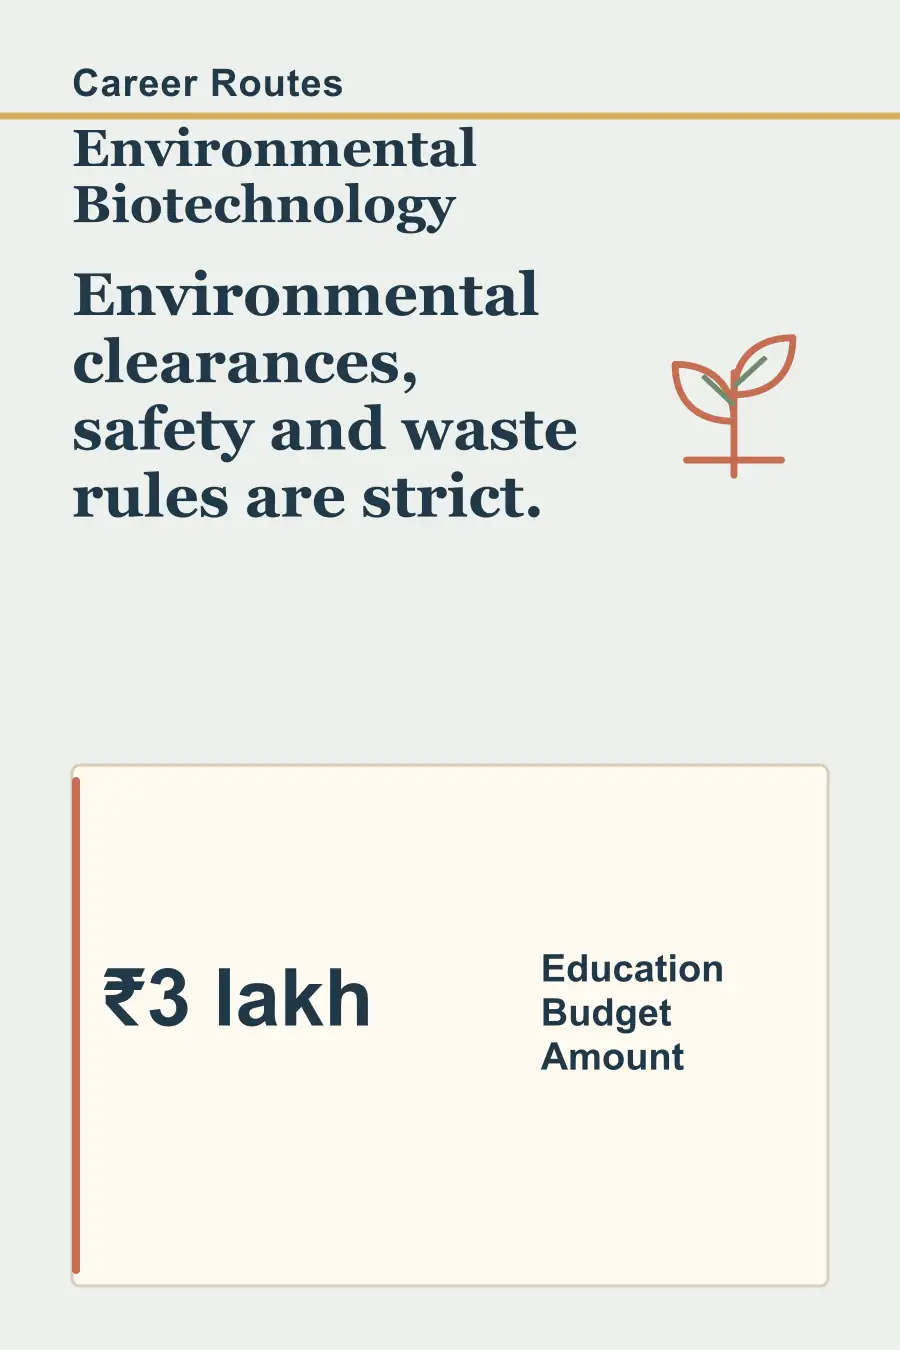 Career Routes
Environmental
Biotechnology
Environmental
clearances,
safety and waste
rules are strict.
₹3 lakh
Education
Budget
Amount